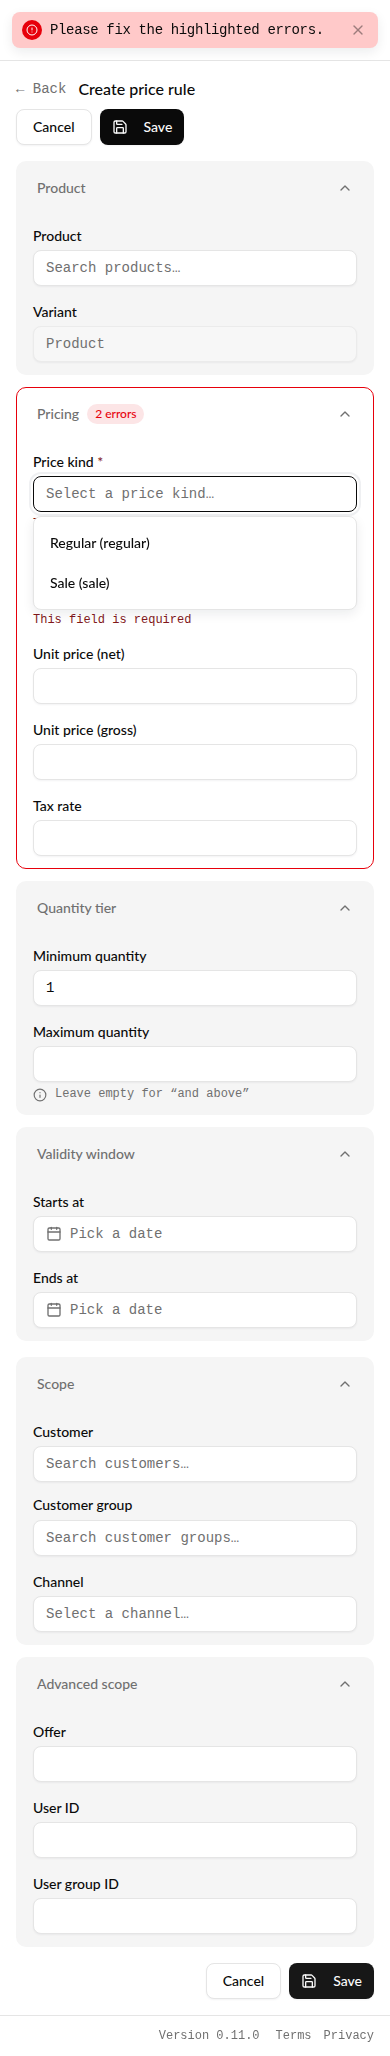 Please fix the highlighted errors.
← Back Create price rule
Cancel Save
Product
Product
Search products…
Variant
Product
Pricing 2 errors
Price kind *
Select a price kind…
Regular (regular)
Sale (sale)
This field is required
Unit price (net)
Unit price (gross)
Tax rate
Quantity tier
Minimum quantity
1
Maximum quantity
Leave empty for “and above”
Validity window
Starts at
Pick a date
Ends at
Pick a date
Scope
Customer
Search customers…
Customer group
Search customer groups…
Channel
Select a channel…
Advanced scope
Offer
User ID
User group ID
Cancel Save
Version 0.11.0 Terms Privacy